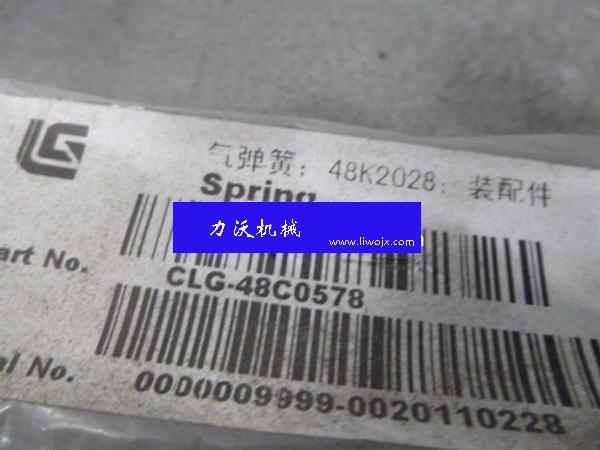 气弹簧; 48K2028; 装配件
Spring
力沃机械
www.liwojx.com
art No.
CLG-48C0578
al No.
0000009999-0020110228